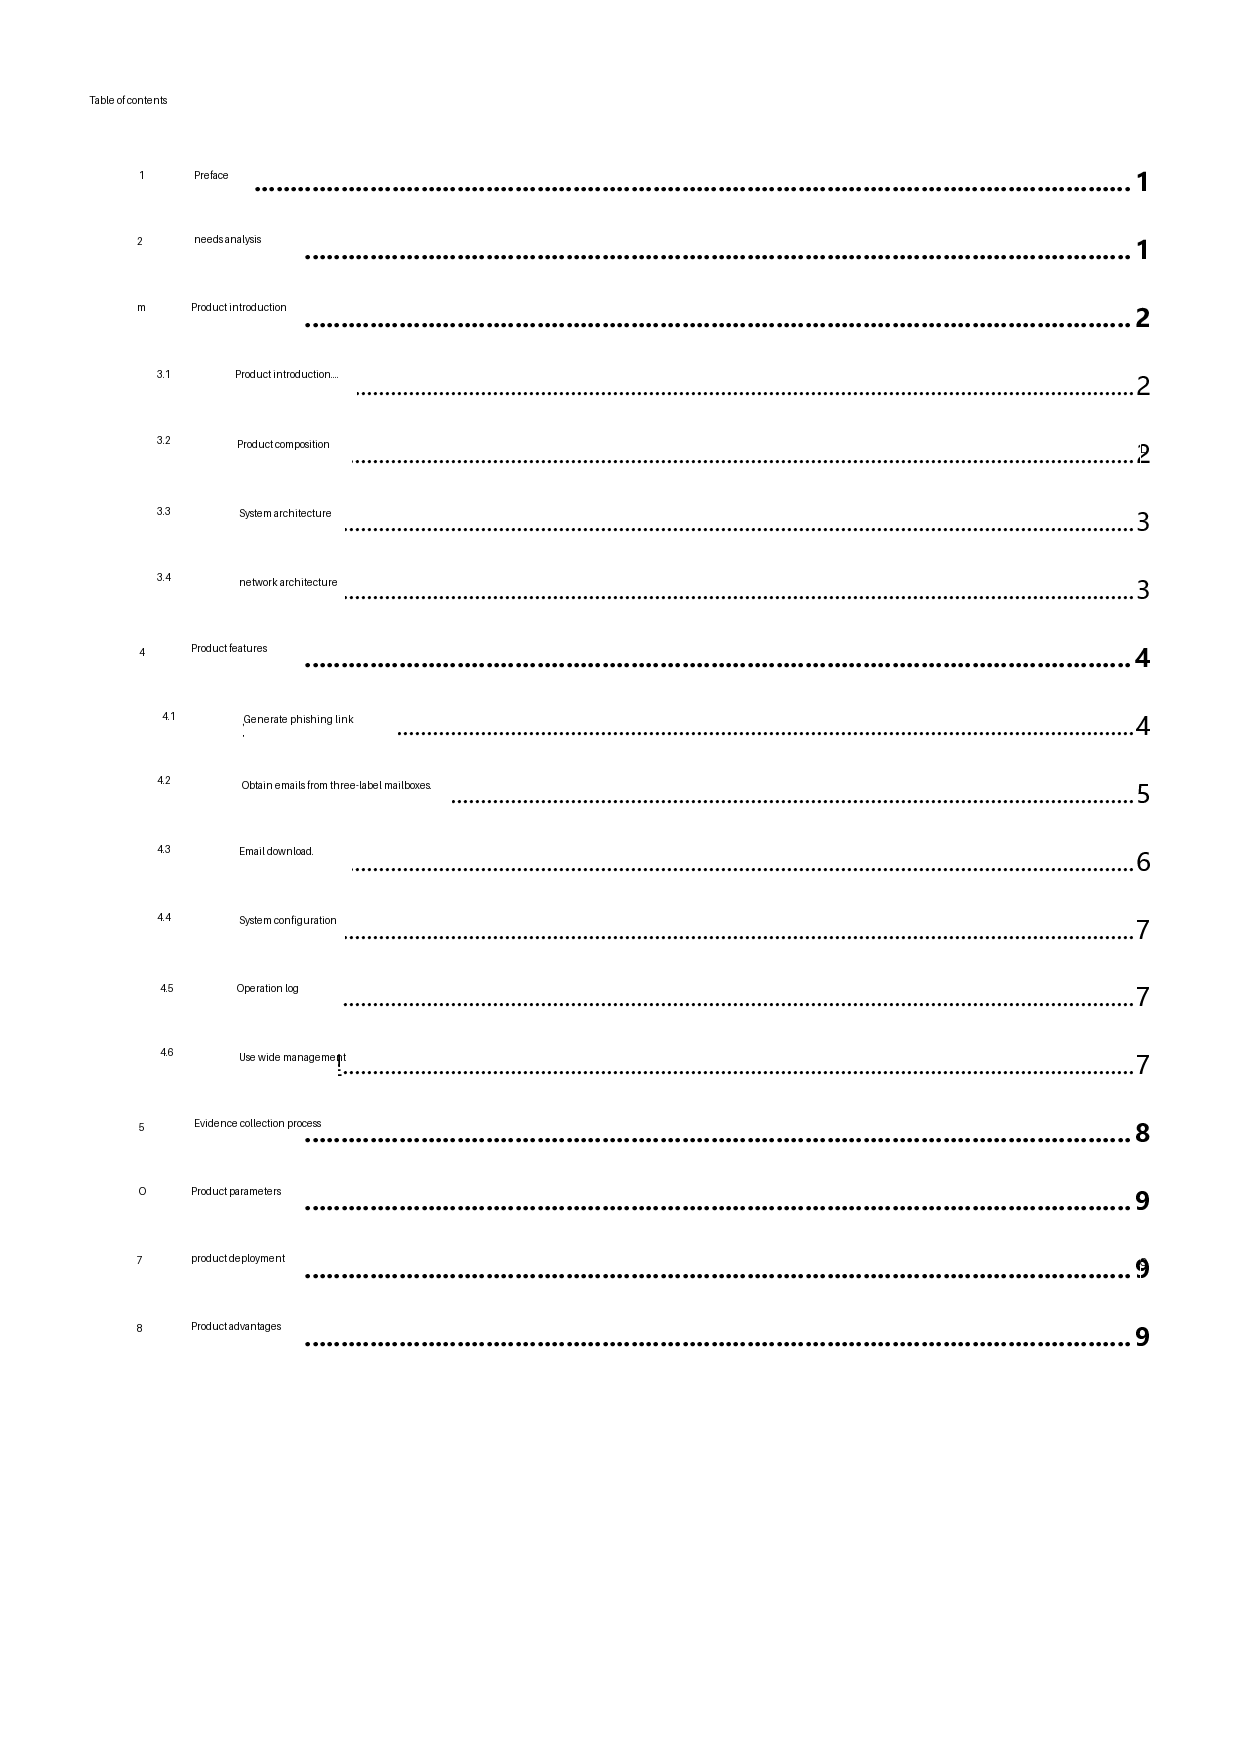 Table of contents
1 Preface 1
2 needs analysis 1
m Product introduction 2
3.1 Product introduction.... 2
3.2 Product composition 2
3.3 System architecture 3
3.4 network architecture 3
4 Product features 4
4.1 Generate phishing link 4
4.2 Obtain emails from three-label mailboxes. 5
4.3 Email download. 6
4.4 System configuration 7
4.5 Operation log 7
4.6 Use wide management 7
5 Evidence collection process 8
O Product parameters 9
7 product deployment 9
8 Product advantages 9